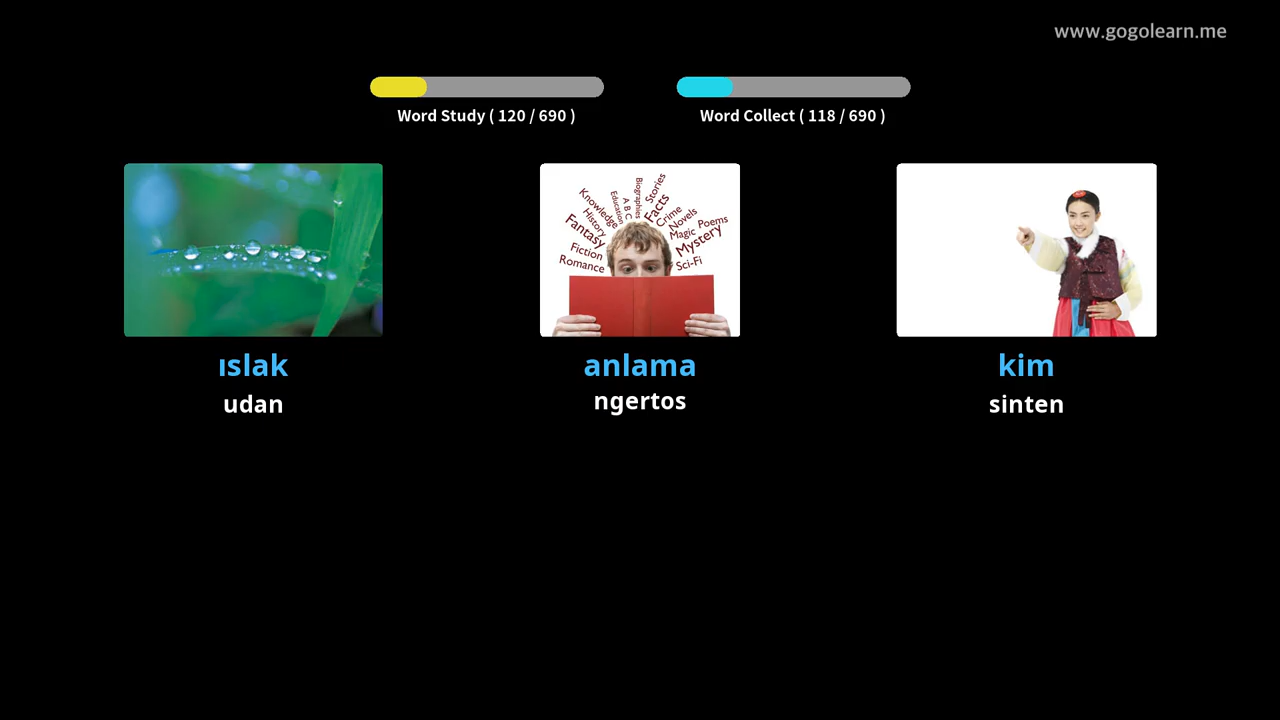 www.gogolearn.me
Word Study ( 120 / 690 )
Word Collect ( 118 / 690 )
Stories
Biographies
Facts
Knowledge
Education
A B C
Crime
History
Novels
Fantasy
Magic
Poems
Mystery
Fiction
Sci-Fi
Romance
ıslak
anlama
kim
udan
ngertos
sinten